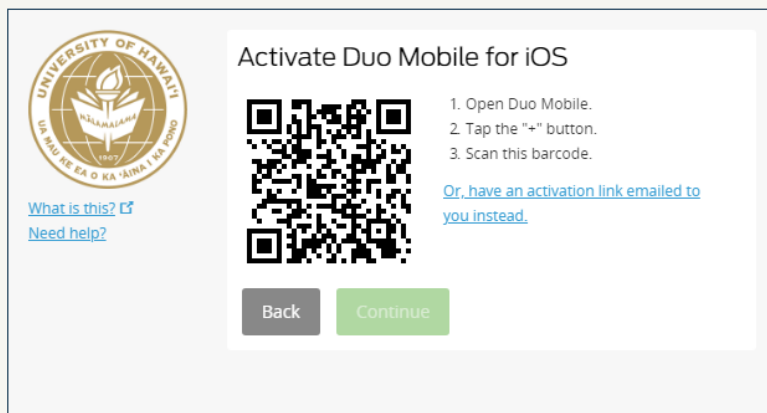 UNIVERSITY OF HAWAI‘I
MĀLAMALAMA
1907
UA MAU KE EA O KA ‘ĀINA I KA PONO
What is this?
Need help?
Activate Duo Mobile for iOS
1. Open Duo Mobile.
2. Tap the "+" button.
3. Scan this barcode.
Or, have an activation link emailed to
you instead.
Back
Continue